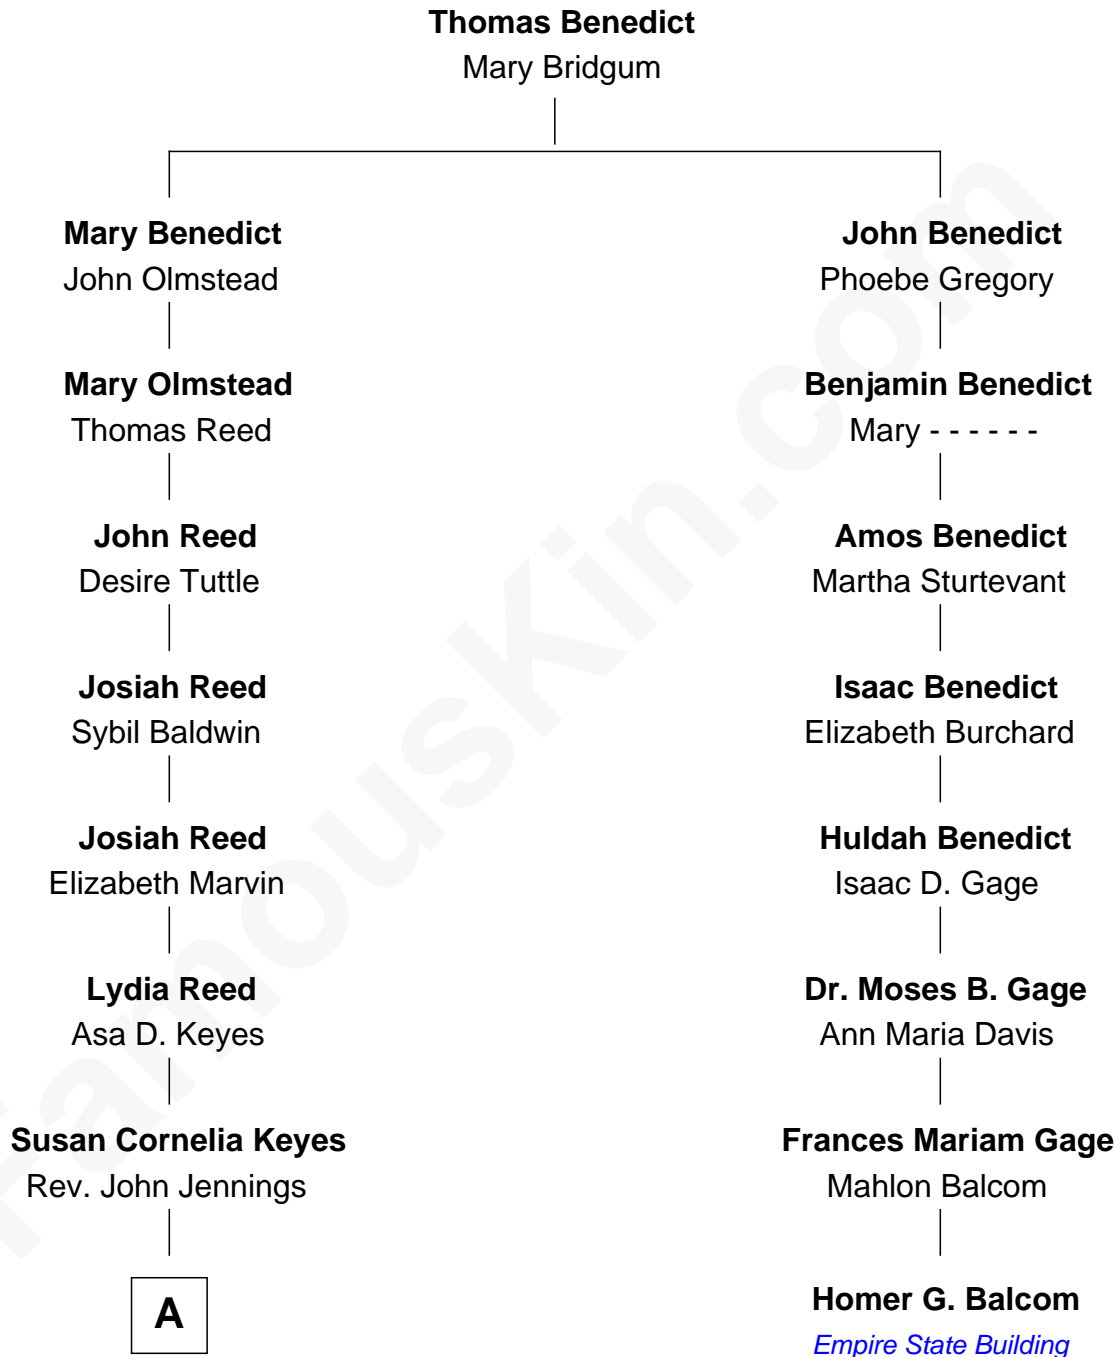 Thomas Benedict
Mary Bridgum
Mary Benedict
John Olmstead
John Benedict
Phoebe Gregory
Mary Olmstead
Thomas Reed
Benjamin Benedict
Mary - - - - - -
John Reed
Desire Tuttle
Amos Benedict
Martha Sturtevant
Josiah Reed
Sybil Baldwin
Isaac Benedict
Elizabeth Burchard
Josiah Reed
Elizabeth Marvin
Huldah Benedict
Isaac D. Gage
Lydia Reed
Asa D. Keyes
Dr. Moses B. Gage
Ann Maria Davis
Susan Cornelia Keyes
Rev. John Jennings
Frances Mariam Gage
Mahlon Balcom
A
Homer G. Balcom
Empire State Building
FamousKin.com